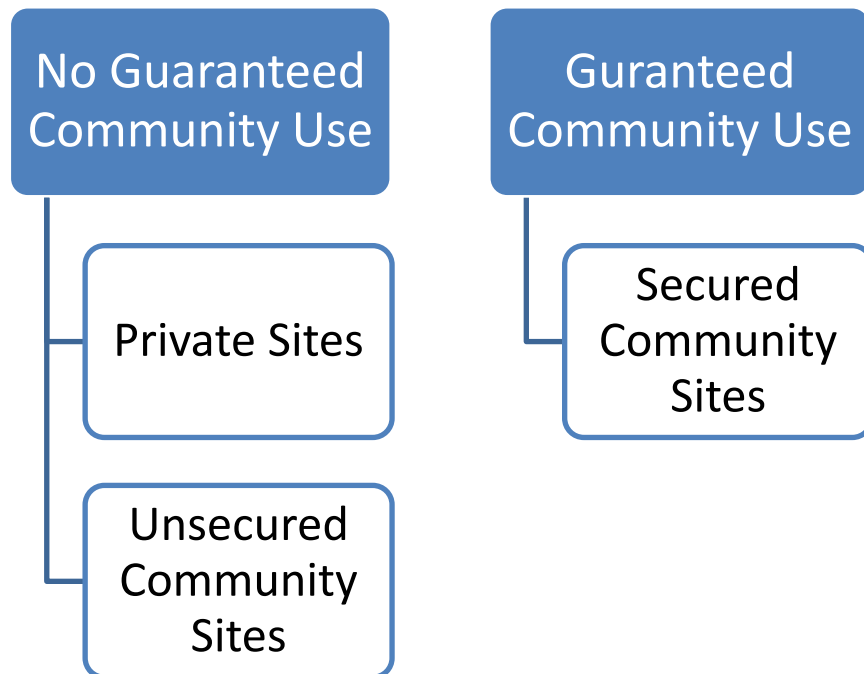 No Guaranteed
Community Use
Private Sites
Unsecured
Community
Sites
Guranteed
Community Use
Secured
Community
Sites